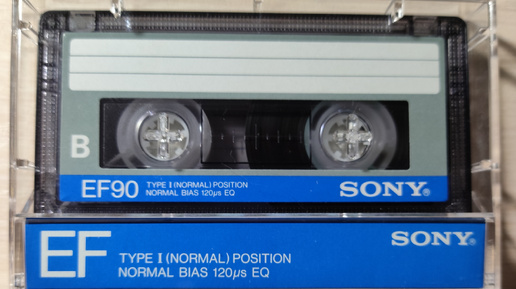 B
EF90 TYPE I (NORMAL) POSITION
NORMAL BIAS 120µs EQ
SONY®
EF TYPE I (NORMAL) POSITION
NORMAL BIAS 120µs EQ
SONY®